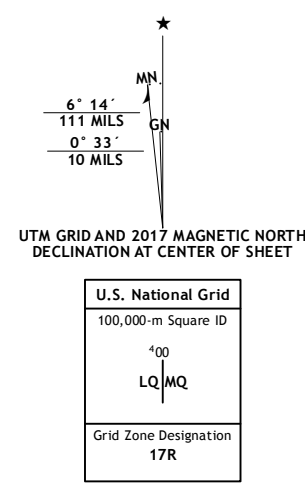 ★
MN
6° 14´
111 MILS
GN
0° 33´
10 MILS
UTM GRID AND 2017 MAGNETIC NORTH
DECLINATION AT CENTER OF SHEET
U.S. National Grid
100,000-m Square ID
⁴00
LQ MQ
Grid Zone Designation
17R